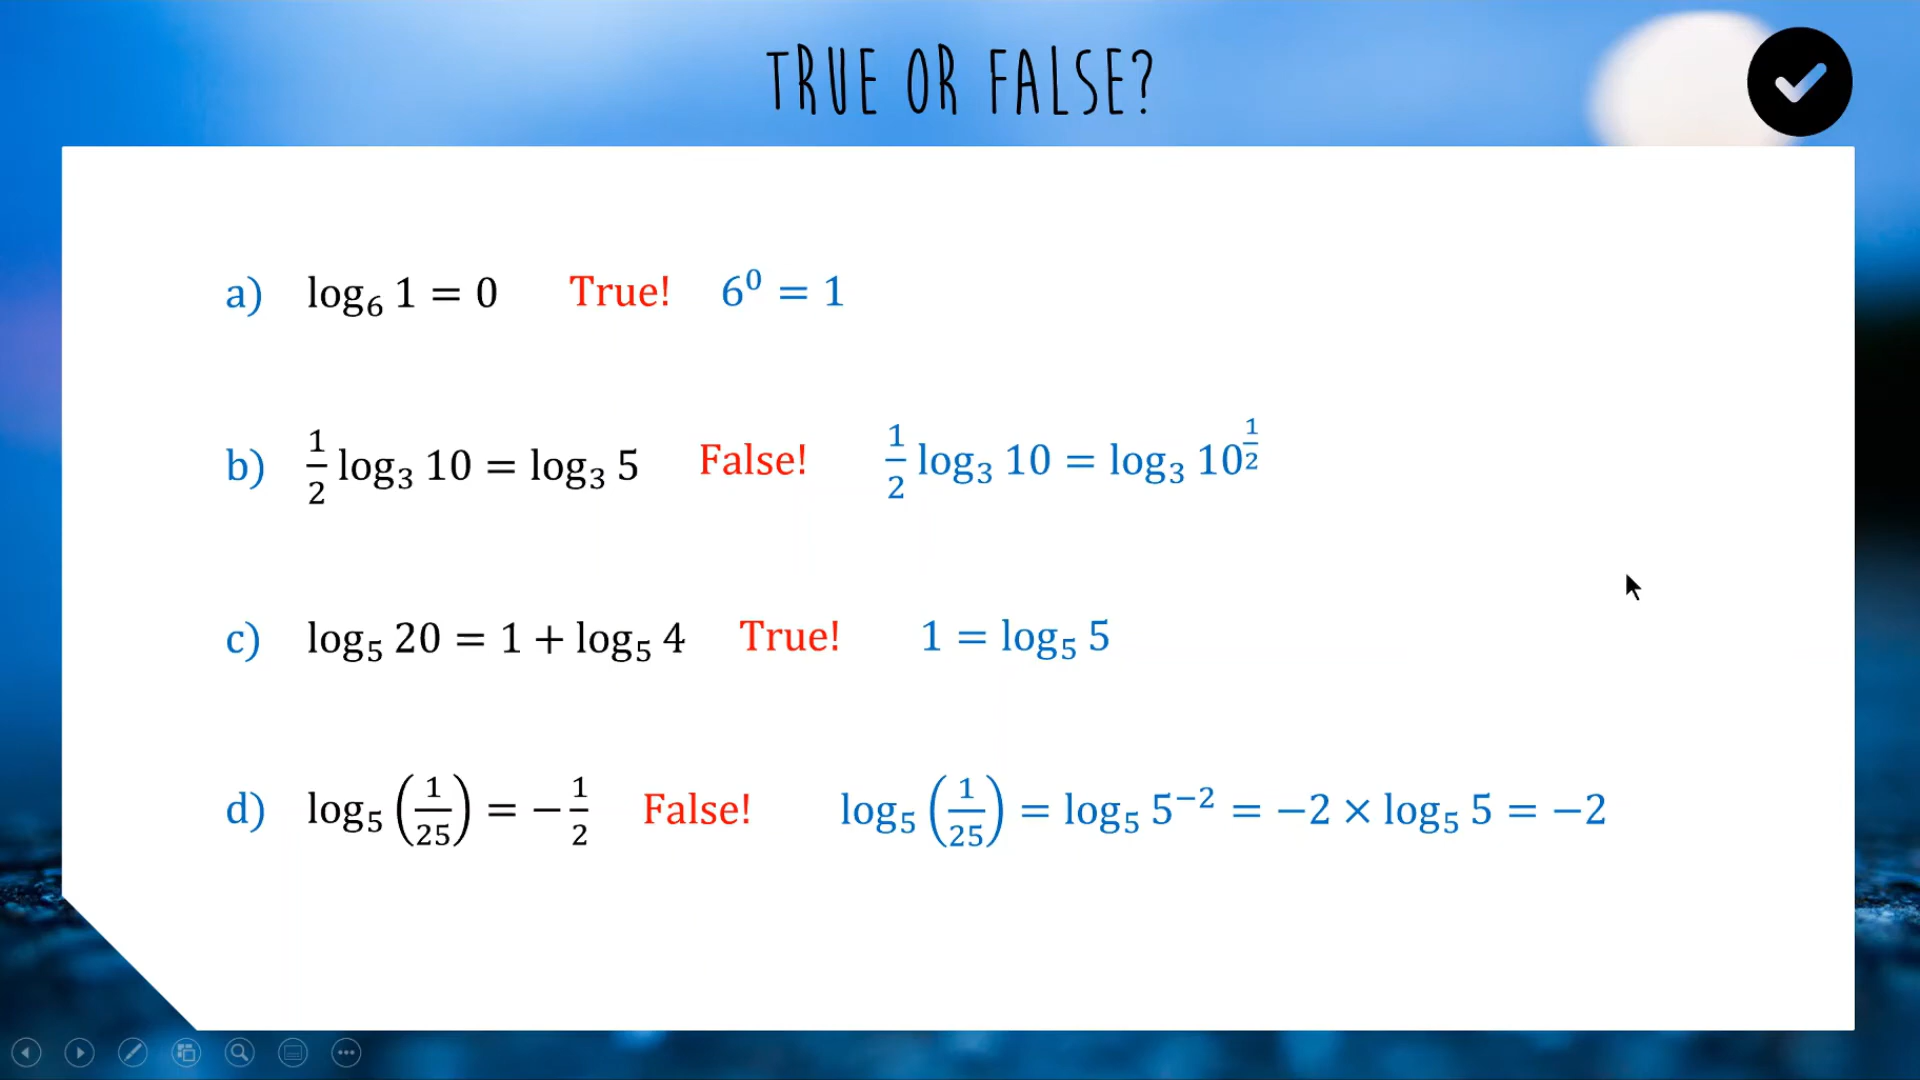 TRUE OR FALSE?
a) log₆ 1 = 0 True! 6⁰ = 1
b) 1/2 log₃ 10 = log₃ 5 False! 1/2 log₃ 10 = log₃ 10^(1/2)
c) log₅ 20 = 1 + log₅ 4 True! 1 = log₅ 5
d) log₅ (1/25) = −1/2 False! log₅ (1/25) = log₅ 5⁻² = −2 × log₅ 5 = −2